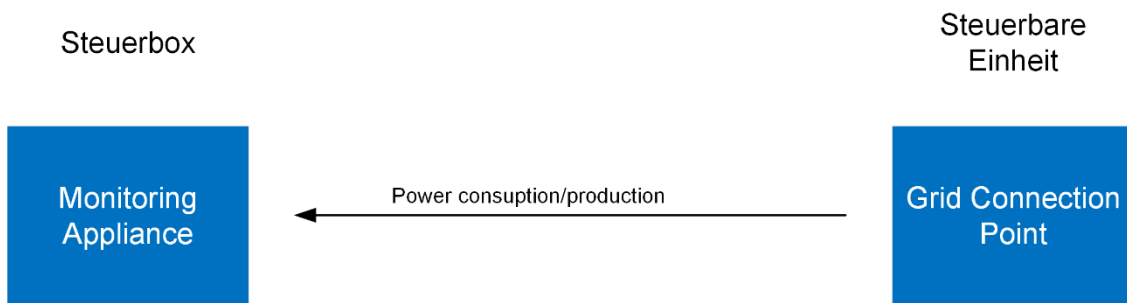 Steuerbox
Steuerbare
Einheit
Monitoring
Appliance
Power consuption/production
Grid Connection
Point